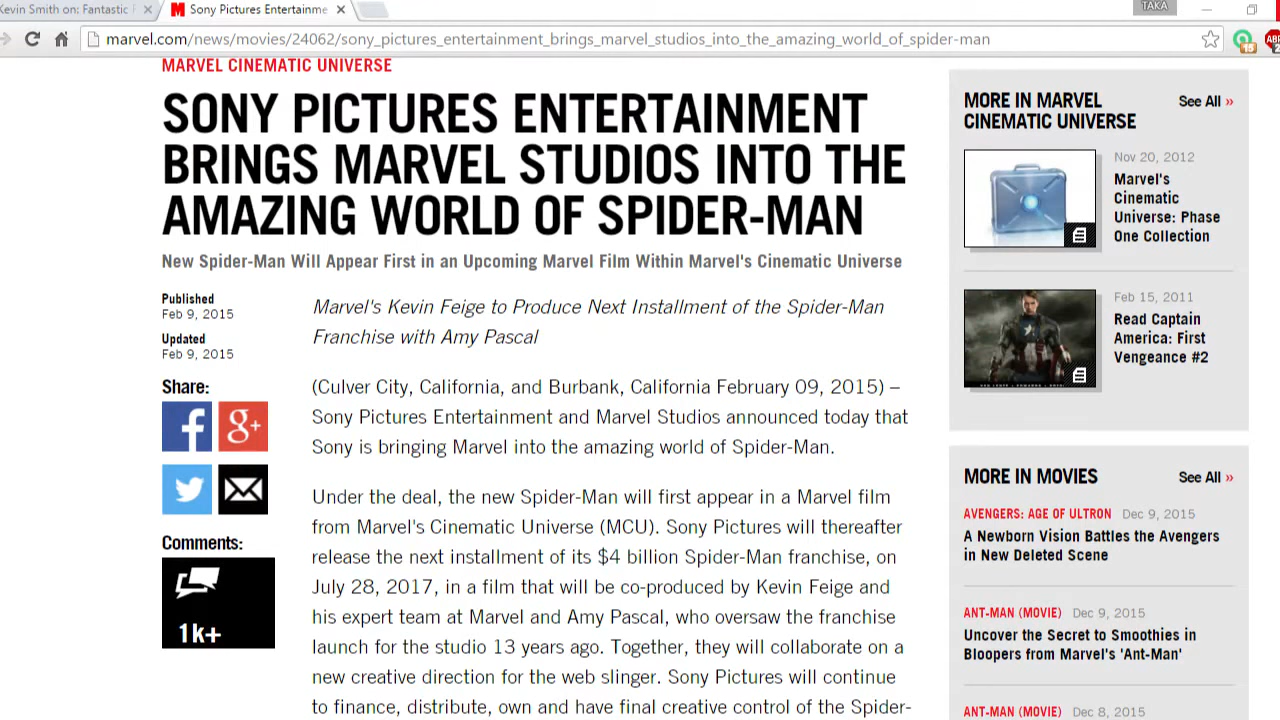 Kevin Smith on: Fantastic
Sony Pictures Entertainme
TAKA
marvel.com/news/movies/24062/sony_pictures_entertainment_brings_marvel_studios_into_the_amazing_world_of_spider-man
15
MARVEL CINEMATIC UNIVERSE
SONY PICTURES ENTERTAINMENT
BRINGS MARVEL STUDIOS INTO THE
AMAZING WORLD OF SPIDER-MAN
New Spider-Man Will Appear First in an Upcoming Marvel Film Within Marvel's Cinematic Universe
Published
Feb 9, 2015
Updated
Feb 9, 2015
Share:
Comments:
1k+
Marvel's Kevin Feige to Produce Next Installment of the Spider-Man
Franchise with Amy Pascal
(Culver City, California, and Burbank, California February 09, 2015) –
Sony Pictures Entertainment and Marvel Studios announced today that
Sony is bringing Marvel into the amazing world of Spider-Man.
Under the deal, the new Spider-Man will first appear in a Marvel film
from Marvel's Cinematic Universe (MCU). Sony Pictures will thereafter
release the next installment of its $4 billion Spider-Man franchise, on
July 28, 2017, in a film that will be co-produced by Kevin Feige and
his expert team at Marvel and Amy Pascal, who oversaw the franchise
launch for the studio 13 years ago. Together, they will collaborate on a
new creative direction for the web slinger. Sony Pictures will continue
to finance, distribute, own and have final creative control of the Spider-
MORE IN MARVEL
CINEMATIC UNIVERSE
See All »
Nov 20, 2012
Marvel's
Cinematic
Universe: Phase
One Collection
Feb 15, 2011
Read Captain
America: First
Vengeance #2
MORE IN MOVIES
See All »
AVENGERS: AGE OF ULTRON Dec 9, 2015
A Newborn Vision Battles the Avengers
in New Deleted Scene
ANT-MAN (MOVIE) Dec 9, 2015
Uncover the Secret to Smoothies in
Bloopers from Marvel's 'Ant-Man'
ANT-MAN (MOVIE) Dec 8, 2015